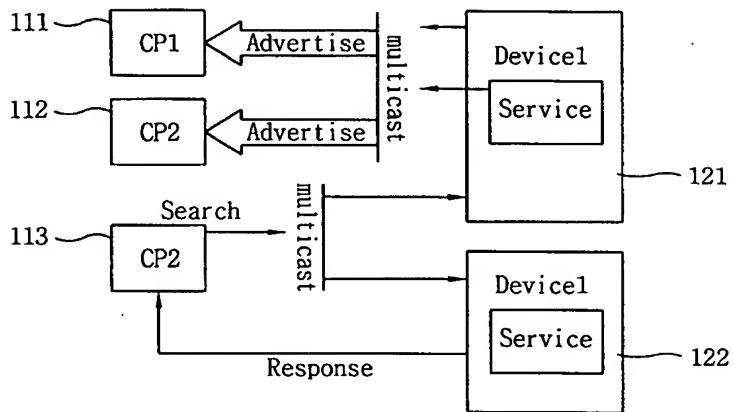 111
CP1
Advertise
multicast
Device1
112
CP2
Advertise
Service
121
113
Search
CP2
multicast
Device1
Service
122
Response